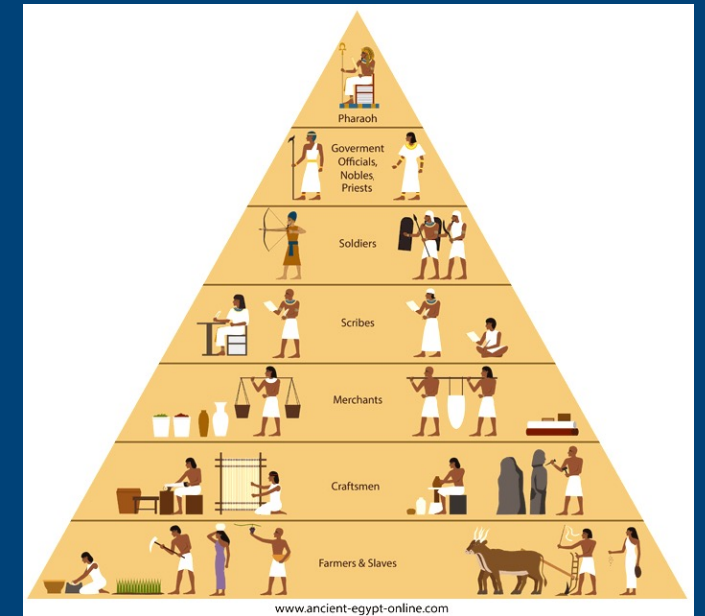 Pharaoh
Goverment
Officials,
Nobles,
Priests
Soldiers
Scribes
Merchants
Craftsmen
Farmers & Slaves
www.ancient-egypt-online.com